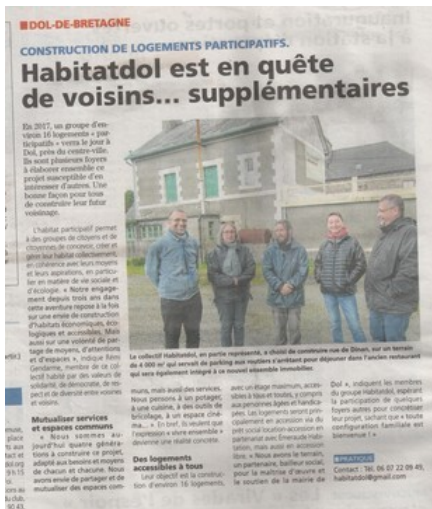 DOL-DE-BRETAGNE
CONSTRUCTION DE LOGEMENTS PARTICIPATIFS.
Habitatdol est en quête
de voisins... supplémentaires
En 2017, un groupe d'en-
viron 16 logements « par-
ticipatifs » verra le jour à
Dol, près du centre-ville.
Ils sont plusieurs foyers
à élaborer ensemble ce
projet susceptible d'en
intéresser d'autres. Une
bonne façon pour tous
de construire leur futur
voisinage.
L'habitat participatif permet
à des groupes de citoyens et de
citoyennes de concevoir, créer et
gérer leur habitat collectivement,
en cohérence avec leurs moyens
et leurs aspirations, en particu-
lier en matière de vie sociale et
d'écologie. « Notre engage-
ment depuis trois ans dans
cette aventure repose à la fois
sur une envie de construction
d'habitats économiques, éco-
logiques et accessibles. Mais
aussi sur une volonté de par-
tage de moyens, d'attentions
et d'espaces », indique Rémi
Gendarme, membre de ce col-
lectif habité par des valeurs de
solidarité, de démocratie, de res-
pect et de diversité entre voisines
et voisins.
Mutualiser services
et espaces communs
« Nous sommes au-
jourd'hui quatre généra-
tions à construire ce projet,
adapté aux besoins et moyens
de chacun et chacune. Nous
avons envie de partager et de
mutualiser des espaces com-
Le collectif Habitatdol, en partie représenté, a choisi de construire rue de Dinan, sur un terrain
de 4 000 m² qui servait de parking aux routiers s'arrêtant pour déjeuner dans l'ancien restaurant
qui sera également intégré à ce nouvel ensemble immobilier.
muns, mais aussi des services.
Nous pensons à un potager,
à une cuisine, à des outils de
bricolage, à un espace ciné-
ma... » En bref, ils veulent que
l'expression « vivre ensemble »
devienne une réalité concrète.
Des logements
accessibles à tous
Leur objectif est la construc-
tion d'environ 16 logements,
avec un étage maximum, acces-
sibles à tous et toutes, y compris
aux personnes âgées et handica-
pées. Les logements seront prin-
cipalement en accession via du
prêt social location-accession en
partenariat avec Émeraude Habi-
tation, mais aussi en accession
libre. « Nous avons le terrain,
un partenaire, bailleur social,
pour la maîtrise d'œuvre et
le soutien de la mairie de
Dol », indiquent les membres
du groupe Habitatdol, espérant
la participation de quelques
foyers autres pour concrétiser
leur projet, sachant que « toute
configuration familiale est
bienvenue ! »
PRATIQUE
Contact : Tél. 06 07 22 09 49,
habitatdol@gmail.com